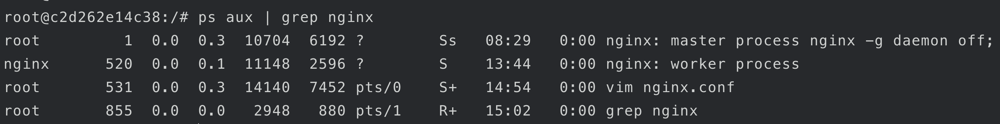 root@c2d262e14c38:/# ps aux | grep nginx
root         1  0.0  0.3  10704  6192 ?        Ss   08:29   0:00 nginx: master process nginx -g daemon off;
nginx      520  0.0  0.1  11148  2596 ?        S    13:44   0:00 nginx: worker process
root       531  0.0  0.3  14140  7452 pts/0    S+   14:54   0:00 vim nginx.conf
root       855  0.0  0.0   2948   880 pts/1    R+   15:02   0:00 grep nginx